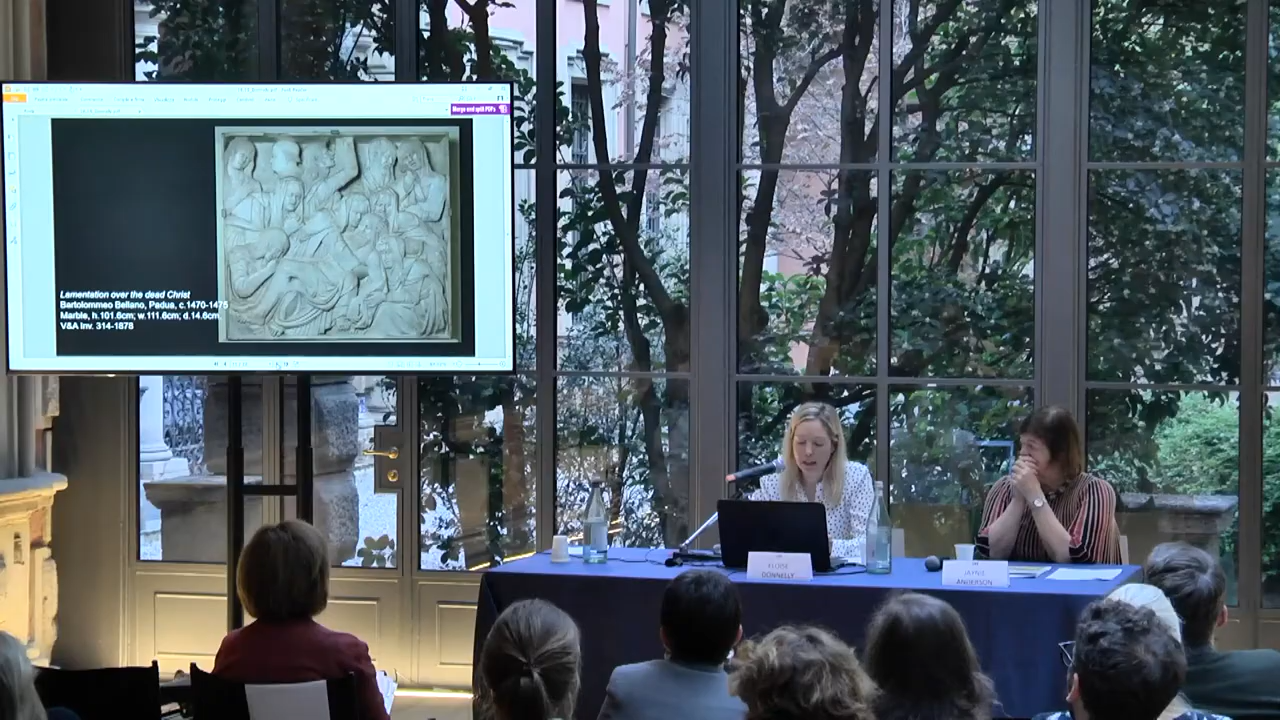 Merge and split PDFs
Lamentation over the dead Christ
Bartolommeo Bellano, Padua, c.1470-1475
Marble, h.101.6cm; w.111.6cm; d.14.6cm
V&A Inv. 314-1878
ELOISE
DONNELLY
JAYNIE
ANDERSON